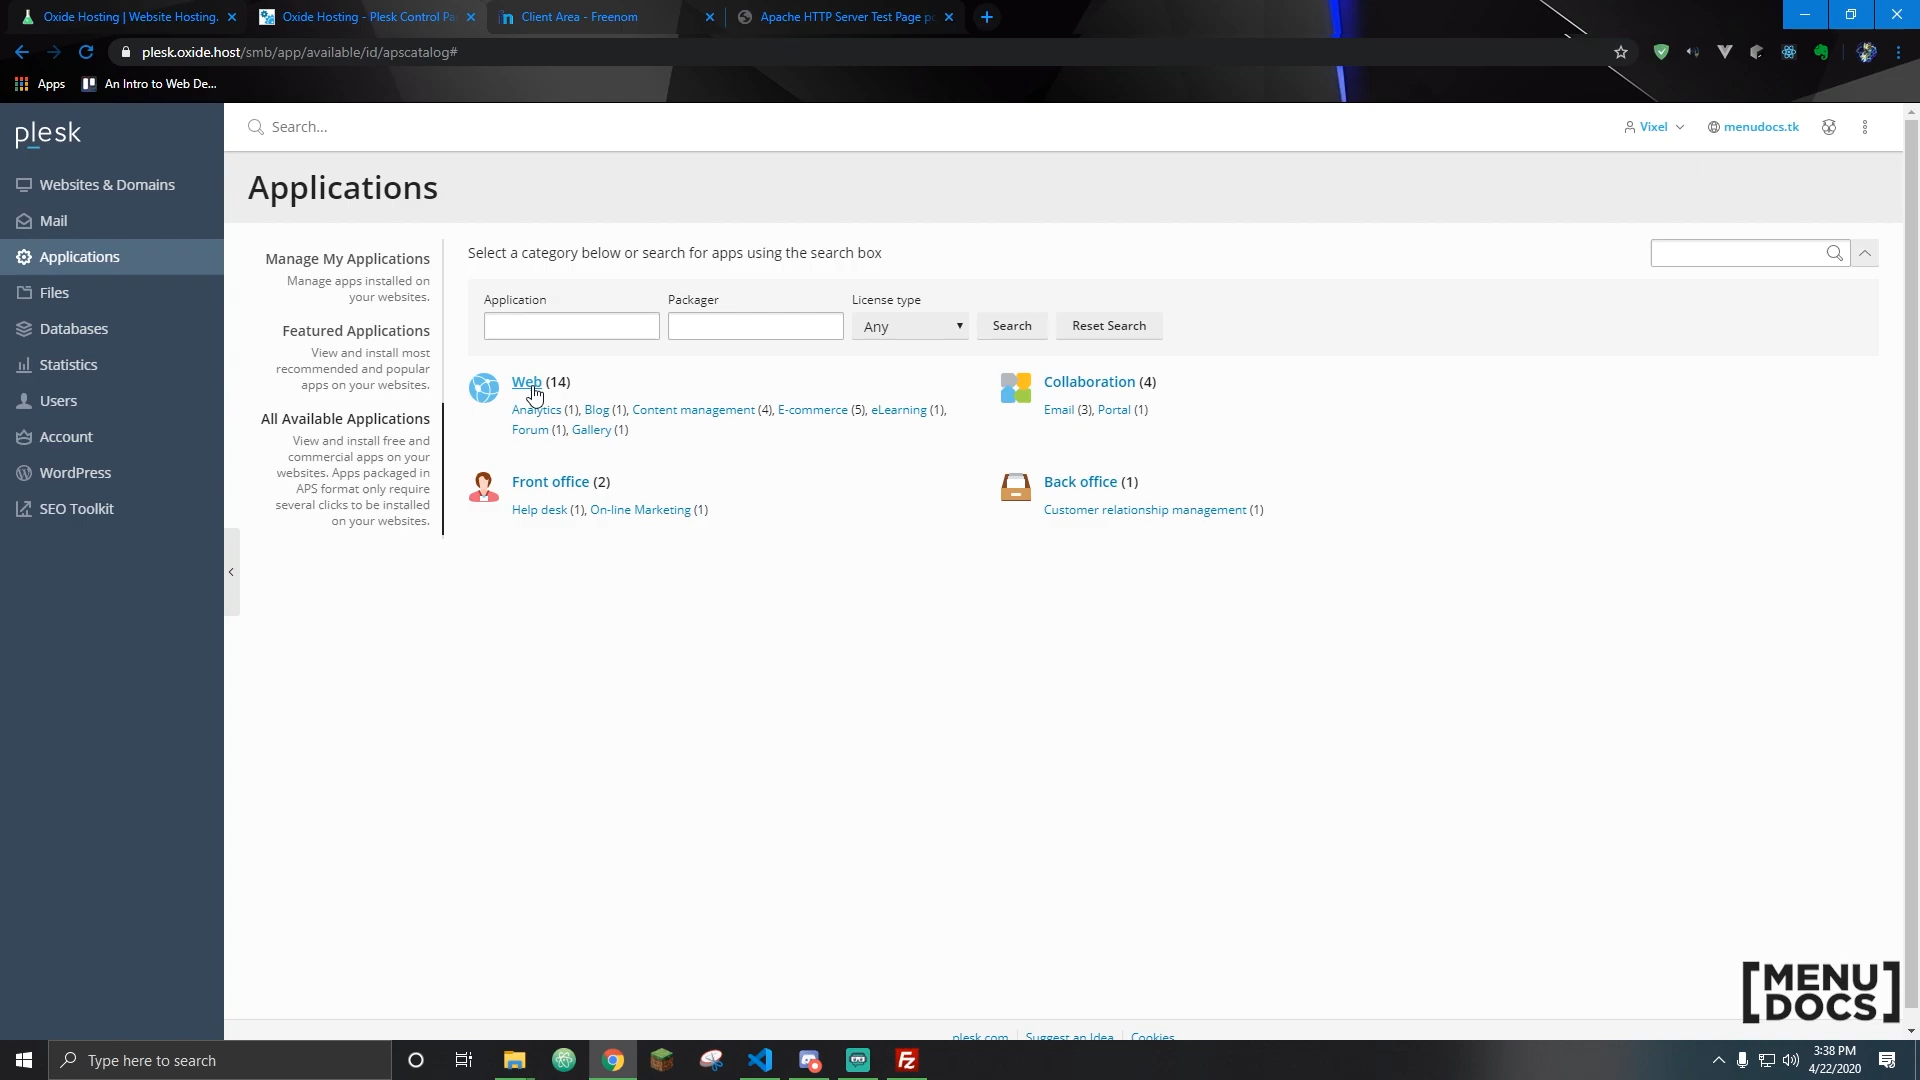 Oxide Hosting | Website Hosting.
Oxide Hosting - Plesk Control Pa
Client Area - Freenom
Apache HTTP Server Test Page po
plesk.oxide.host/smb/app/available/id/apscatalog#
Apps
An Intro to Web De...
plesk
Search...
Vixel
menudocs.tk
Websites & Domains
Mail
Applications
Files
Databases
Statistics
Users
Account
WordPress
SEO Toolkit
Applications
Manage My Applications
Manage apps installed on
your websites.
Featured Applications
View and install most
recommended and popular
apps on your websites.
All Available Applications
View and install free and
commercial apps on your
websites. Apps packaged in
APS format only require
several clicks to be installed
on your websites.
Select a category below or search for apps using the search box
Application
Packager
License type
Any
Search
Reset Search
Web (14)
Analytics (1), Blog (1), Content management (4), E-commerce (5), eLearning (1),
Forum (1), Gallery (1)
Collaboration (4)
Email (3), Portal (1)
Front office (2)
Help desk (1), On-line Marketing (1)
Back office (1)
Customer relationship management (1)
[MENU
DOCS]
plesk.com
Suggest an Idea
Cookies
Type here to search
3:38 PM
4/22/2020